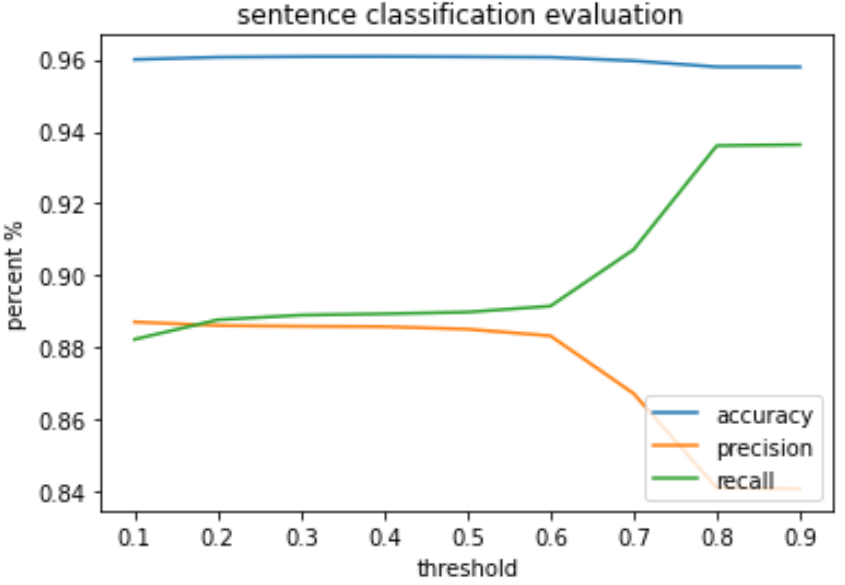 sentence classification evaluation
percent %
0.96
0.94
0.92
0.90
0.88
0.86
0.84
accuracy
precision
recall
0.1 0.2 0.3 0.4 0.5 0.6 0.7 0.8 0.9
threshold